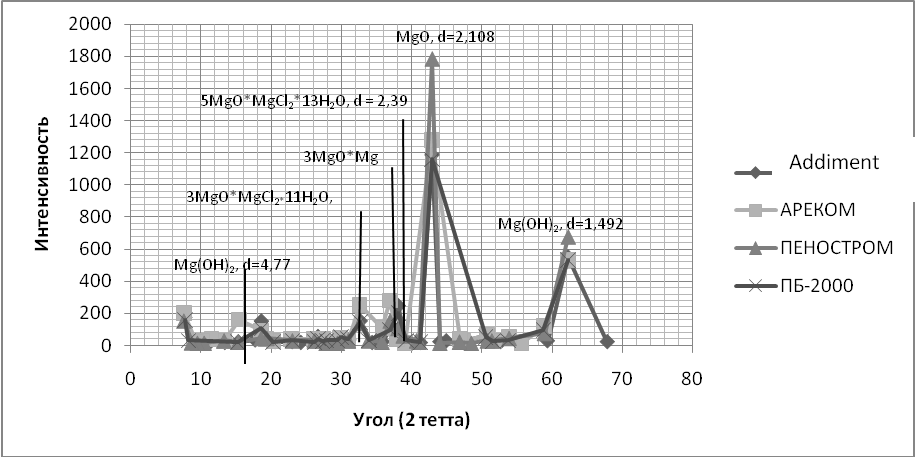 2000
1800
1600
1400
1200
1000
800
600
400
200
0
Интенсивность
MgO, d=2,108
5MgO*MgCl₂*13H₂O, d = 2,39
3MgO*Mg
3MgO*MgCl₂*11H₂O,
Mg(OH)₂, d=1,492
Mg(OH)₂, d=4,77
0 10 20 30 40 50 60 70 80
Угол (2 тетта)
Addiment
АРЕКОМ
ПЕНОСТРОМ
ПБ-2000